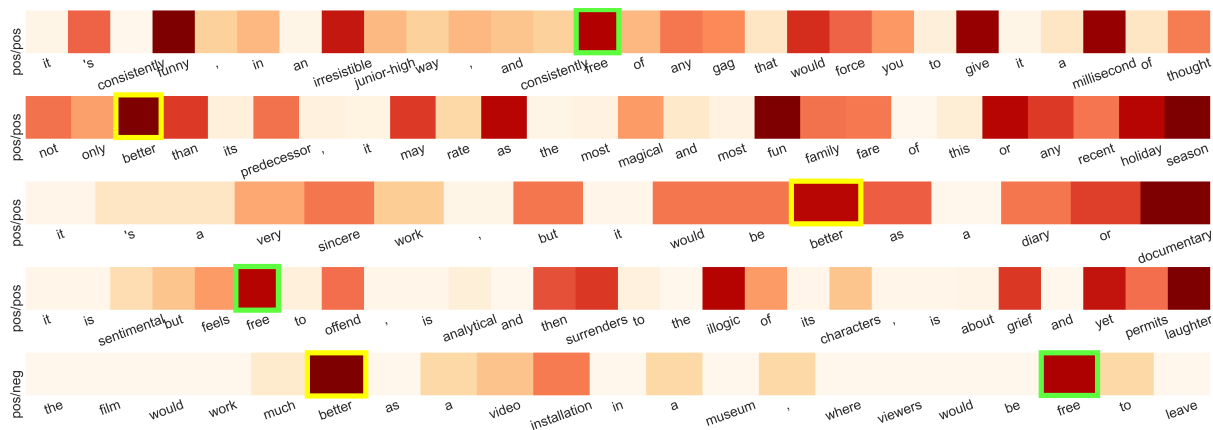 pos/pos it 's consistently funny , in an irresistible junior-high way , and consistently free of any gag that would force you to give it a millisecond of thought
pos/pos not only better than its predecessor , it may rate as the most magical and most fun family fare of this or any recent holiday season
pos/pos it 's a very sincere work , but it would be better as a diary or documentary
pos/pos it is sentimental but feels free to offend , is analytical and then surrenders to the illogic of its characters , is about grief and yet permits laughter
pos/neg the film would work much better as a video installation in a museum , where viewers would be free to leave